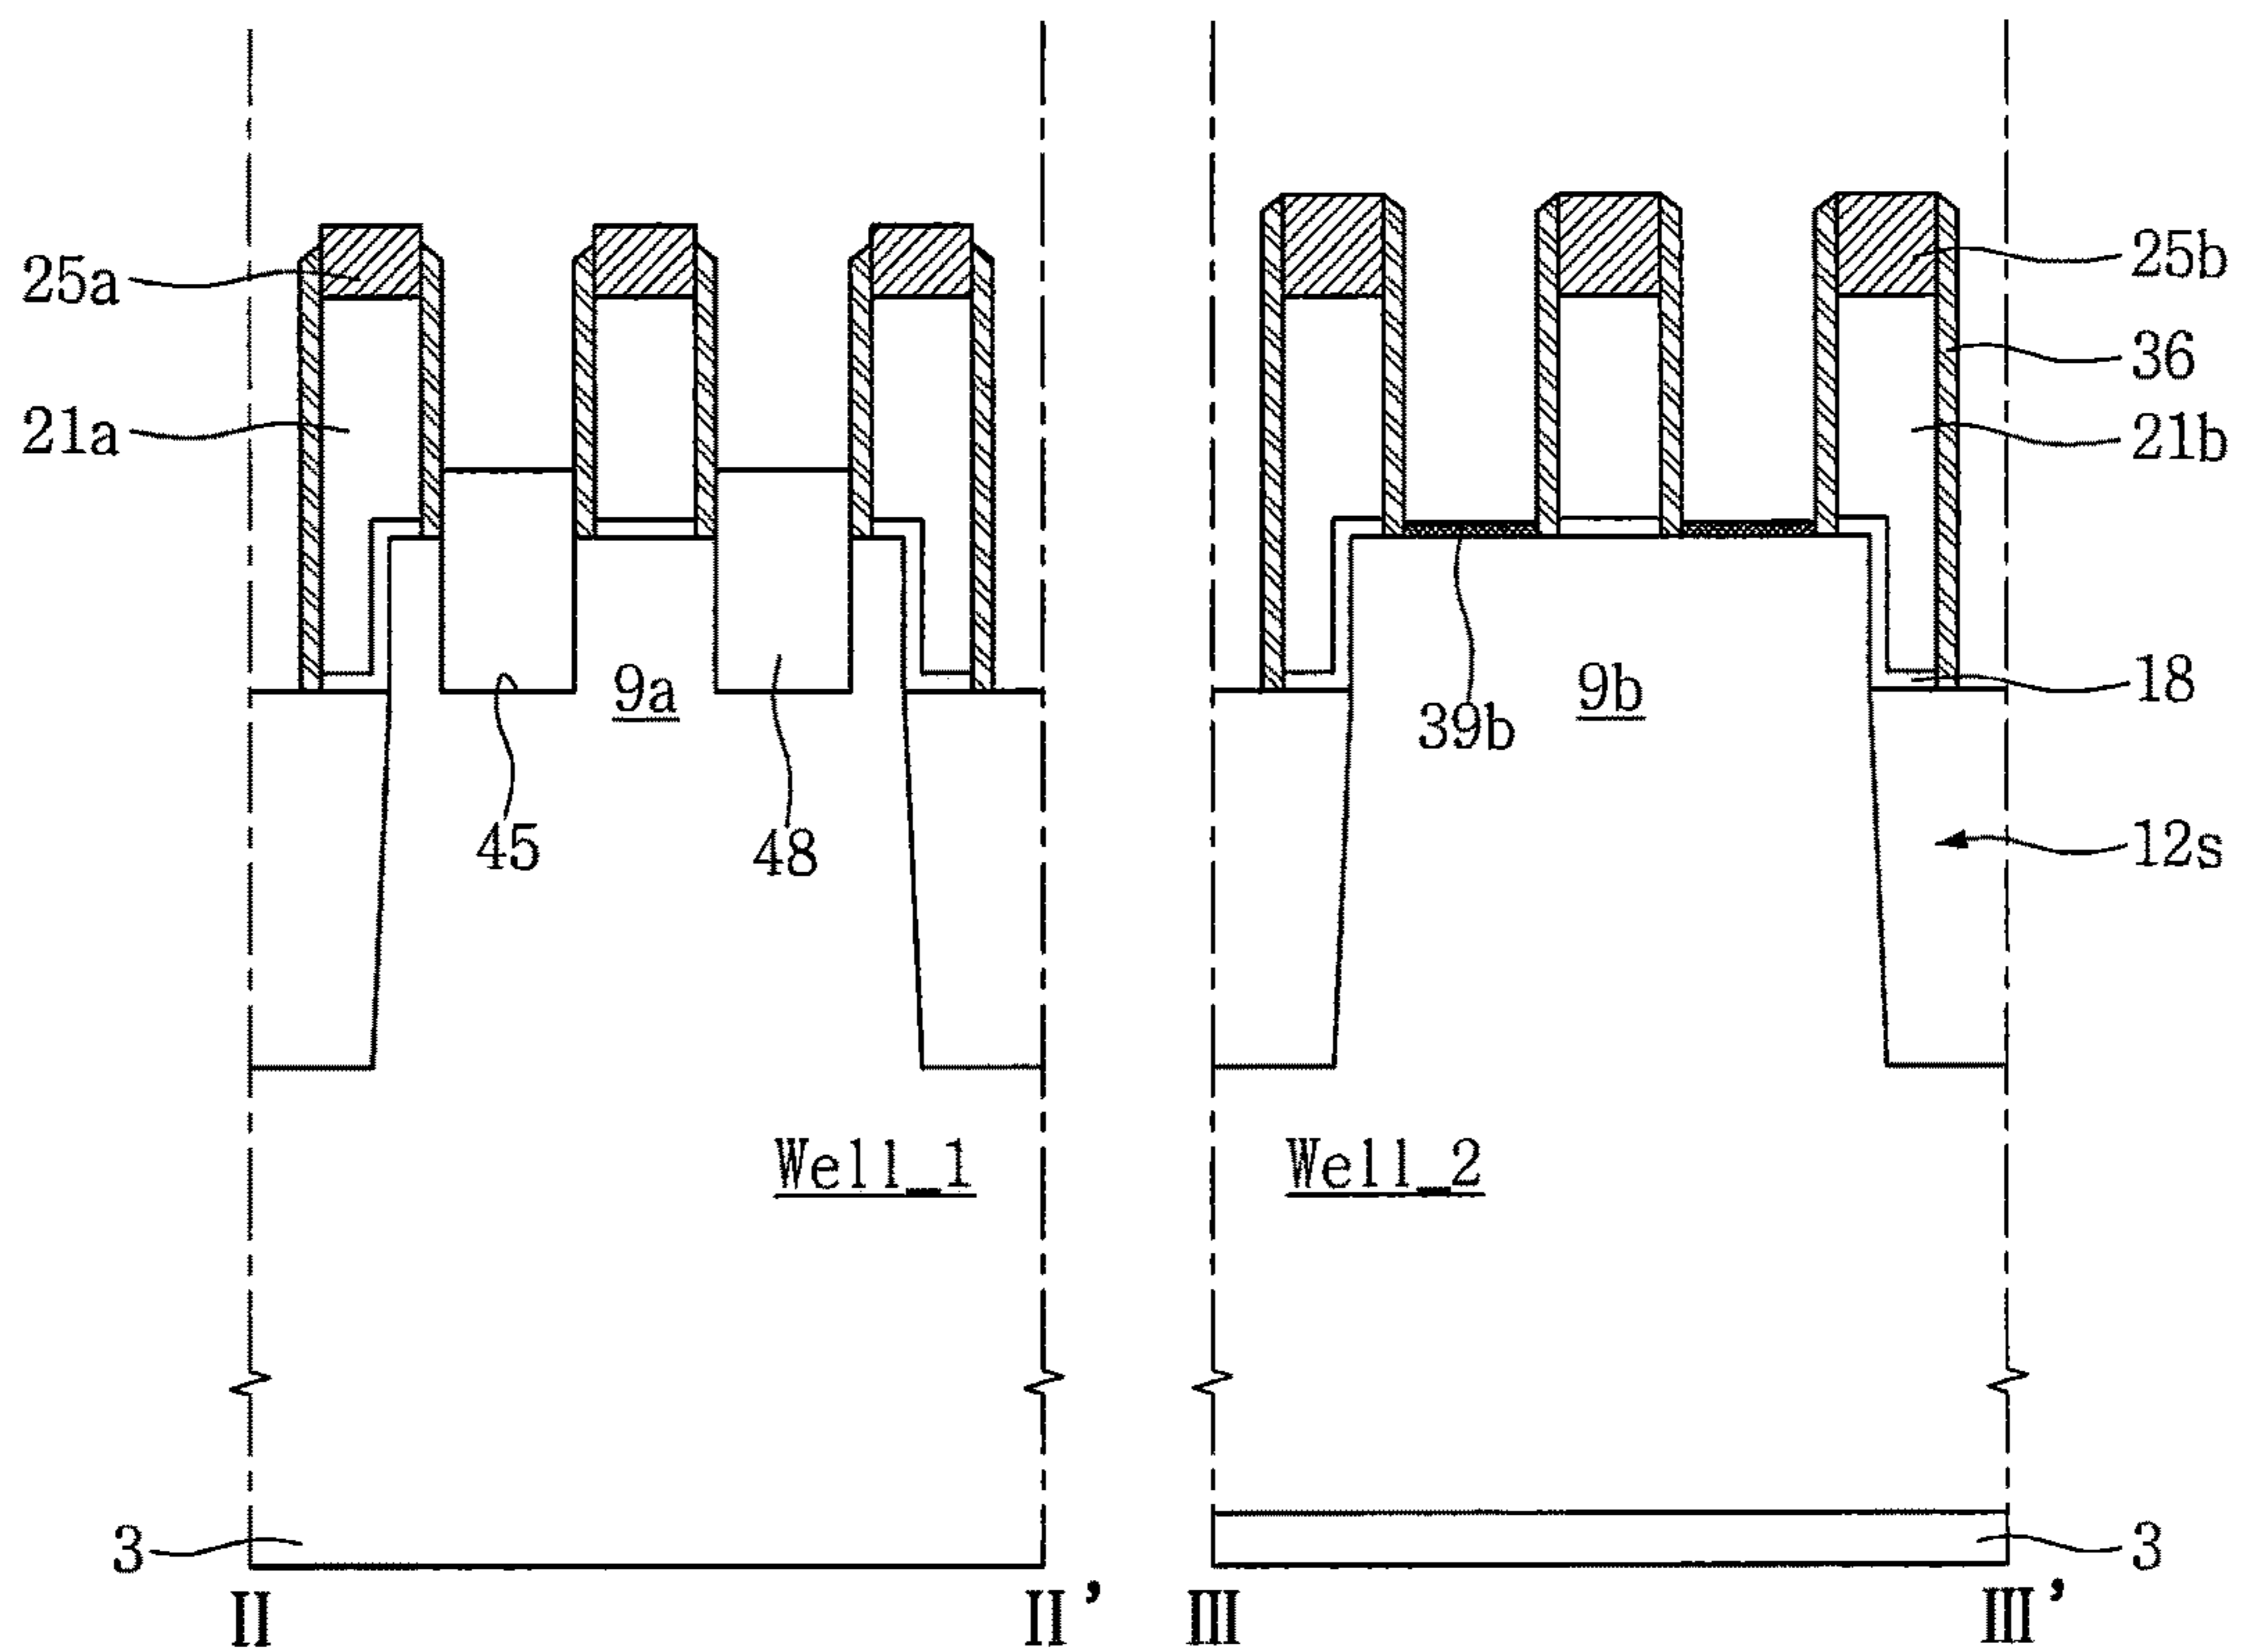 25a
25b
36
21a
21b
9a
9b
18
39b
45
48
12s
Well_1
Well_2
3
3
II
II'
III
III'